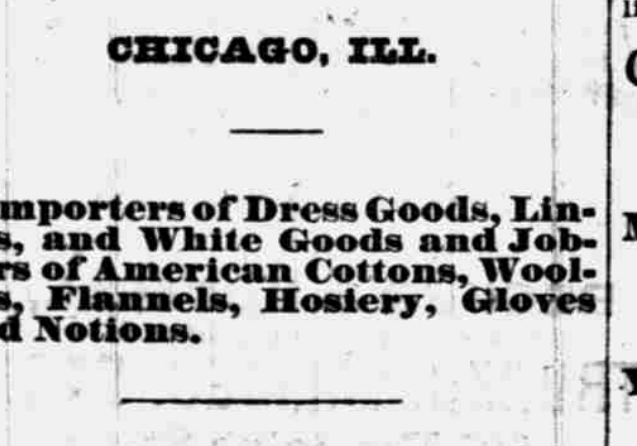 CHICAGO, ILL.
mporters of Dress Goods, Lin-
s, and White Goods and Job-
rs of American Cottons, Wool-
s, Flannels, Hosiery, Gloves
d Notions.